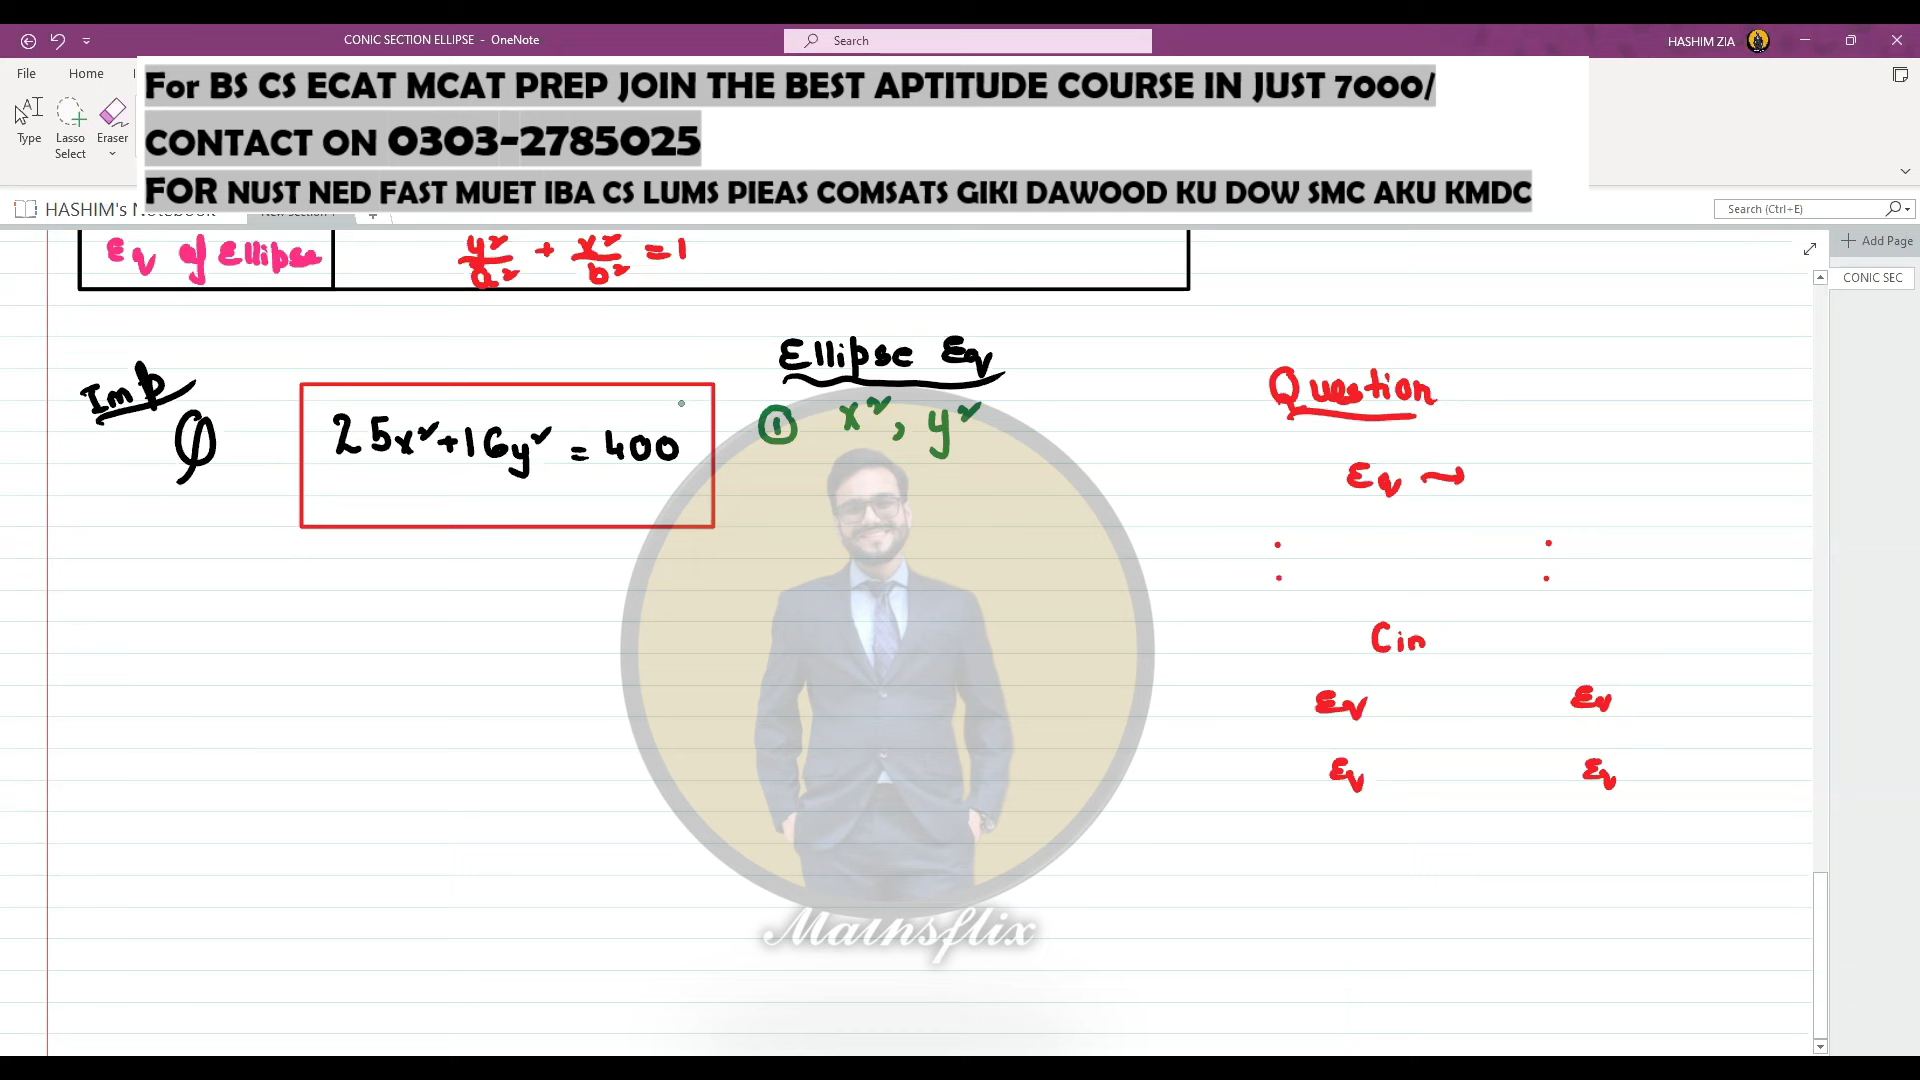 CONIC SECTION ELLIPSE - OneNote
Search
HASHIM ZIA
File
Home
For BS CS ECAT MCAT PREP JOIN THE BEST APTITUDE COURSE IN JUST 7000/
CONTACT ON 0303-2785025
FOR NUST NED FAST MUET IBA CS LUMS PIEAS COMSATS GIKI DAWOOD KU DOW SMC AKU KMDC
Type
Lasso Select
Eraser
HASHIM's Notebook
Search (Ctrl+E)
Add Page
CONIC SEC
Eq of Ellipse
y²/a² + x²/b² = 1
Imp
Q
25x²+16y² = 400
Ellipse Eq
① x², y²
Question
Eq →
Cin
Eq Eq
Eq Eq
Mathsflix